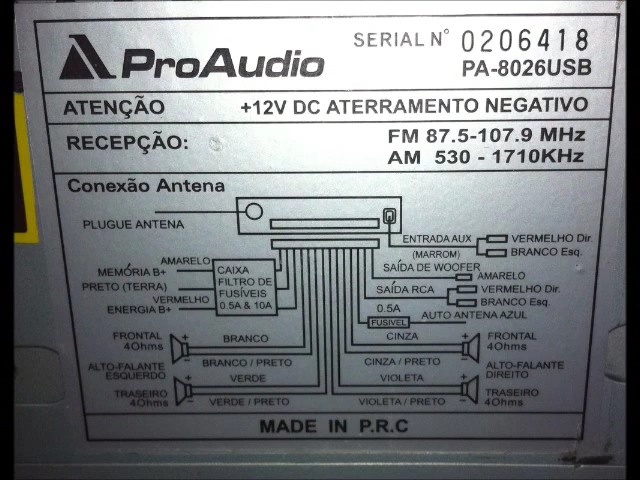 ProAudio SERIAL Nº 0206418
PA-8026USB
ATENÇÃO +12V DC ATERRAMENTO NEGATIVO
RECEPÇÃO: FM 87.5-107.9 MHz
AM 530 - 1710KHz
Conexão Antena
PLUGUE ANTENA
ENTRADA AUX
(MARROM)
VERMELHO Dir.
BRANCO Esq.
AMARELO
MEMÓRIA B+
PRETO (TERRA)
VERMELHO
ENERGIA B+
CAIXA
FILTRO DE
FUSÍVEIS
0.5A & 10A
SAÍDA DE WOOFER
AMARELO
SAÍDA RCA
VERMELHO Dir.
BRANCO Esq.
0.5A
FUSIVEL
AUTO ANTENA AZUL
FRONTAL
4Ohms
BRANCO
BRANCO / PRETO
ALTO-FALANTE
ESQUERDO
VERDE
TRASEIRO
4Ohms
VERDE / PRETO
CINZA
FRONTAL
4Ohms
CINZA / PRETO
ALTO-FALANTE
DIREITO
VIOLETA
TRASEIRO
4Ohms
VIOLETA / PRETO
MADE IN P.R.C